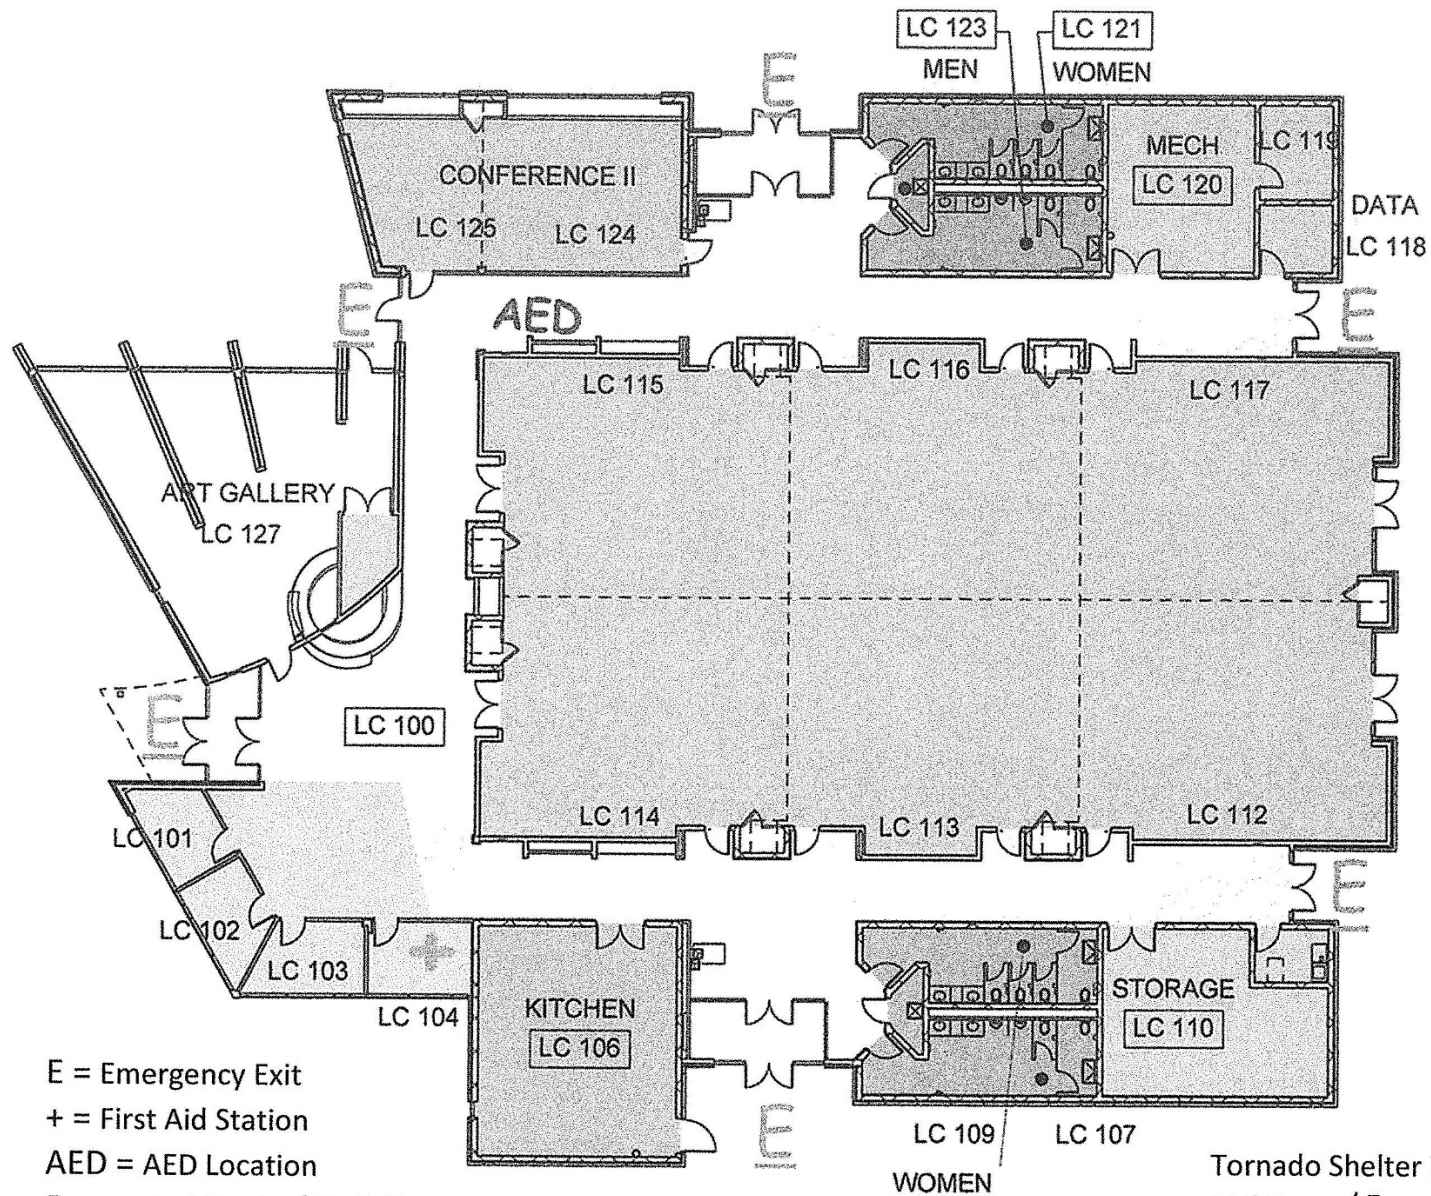 LC 123
LC 121
MEN
WOMEN
E
CONFERENCE II
LC 125
LC 124
MECH
LC 120
LC 119
DATA
LC 118
E
AED
E
LC 115
LC 116
LC 117
ART GALLERY
LC 127
E
LC 100
LC 114
LC 113
LC 112
LC 101
LC 102
LC 103
LC 104
+
E
KITCHEN
LC 106
STORAGE
LC 110
E
LC 109
LC 107
WOMEN
E = Emergency Exit
+ = First Aid Station
AED = AED Location
Tornado Shelter